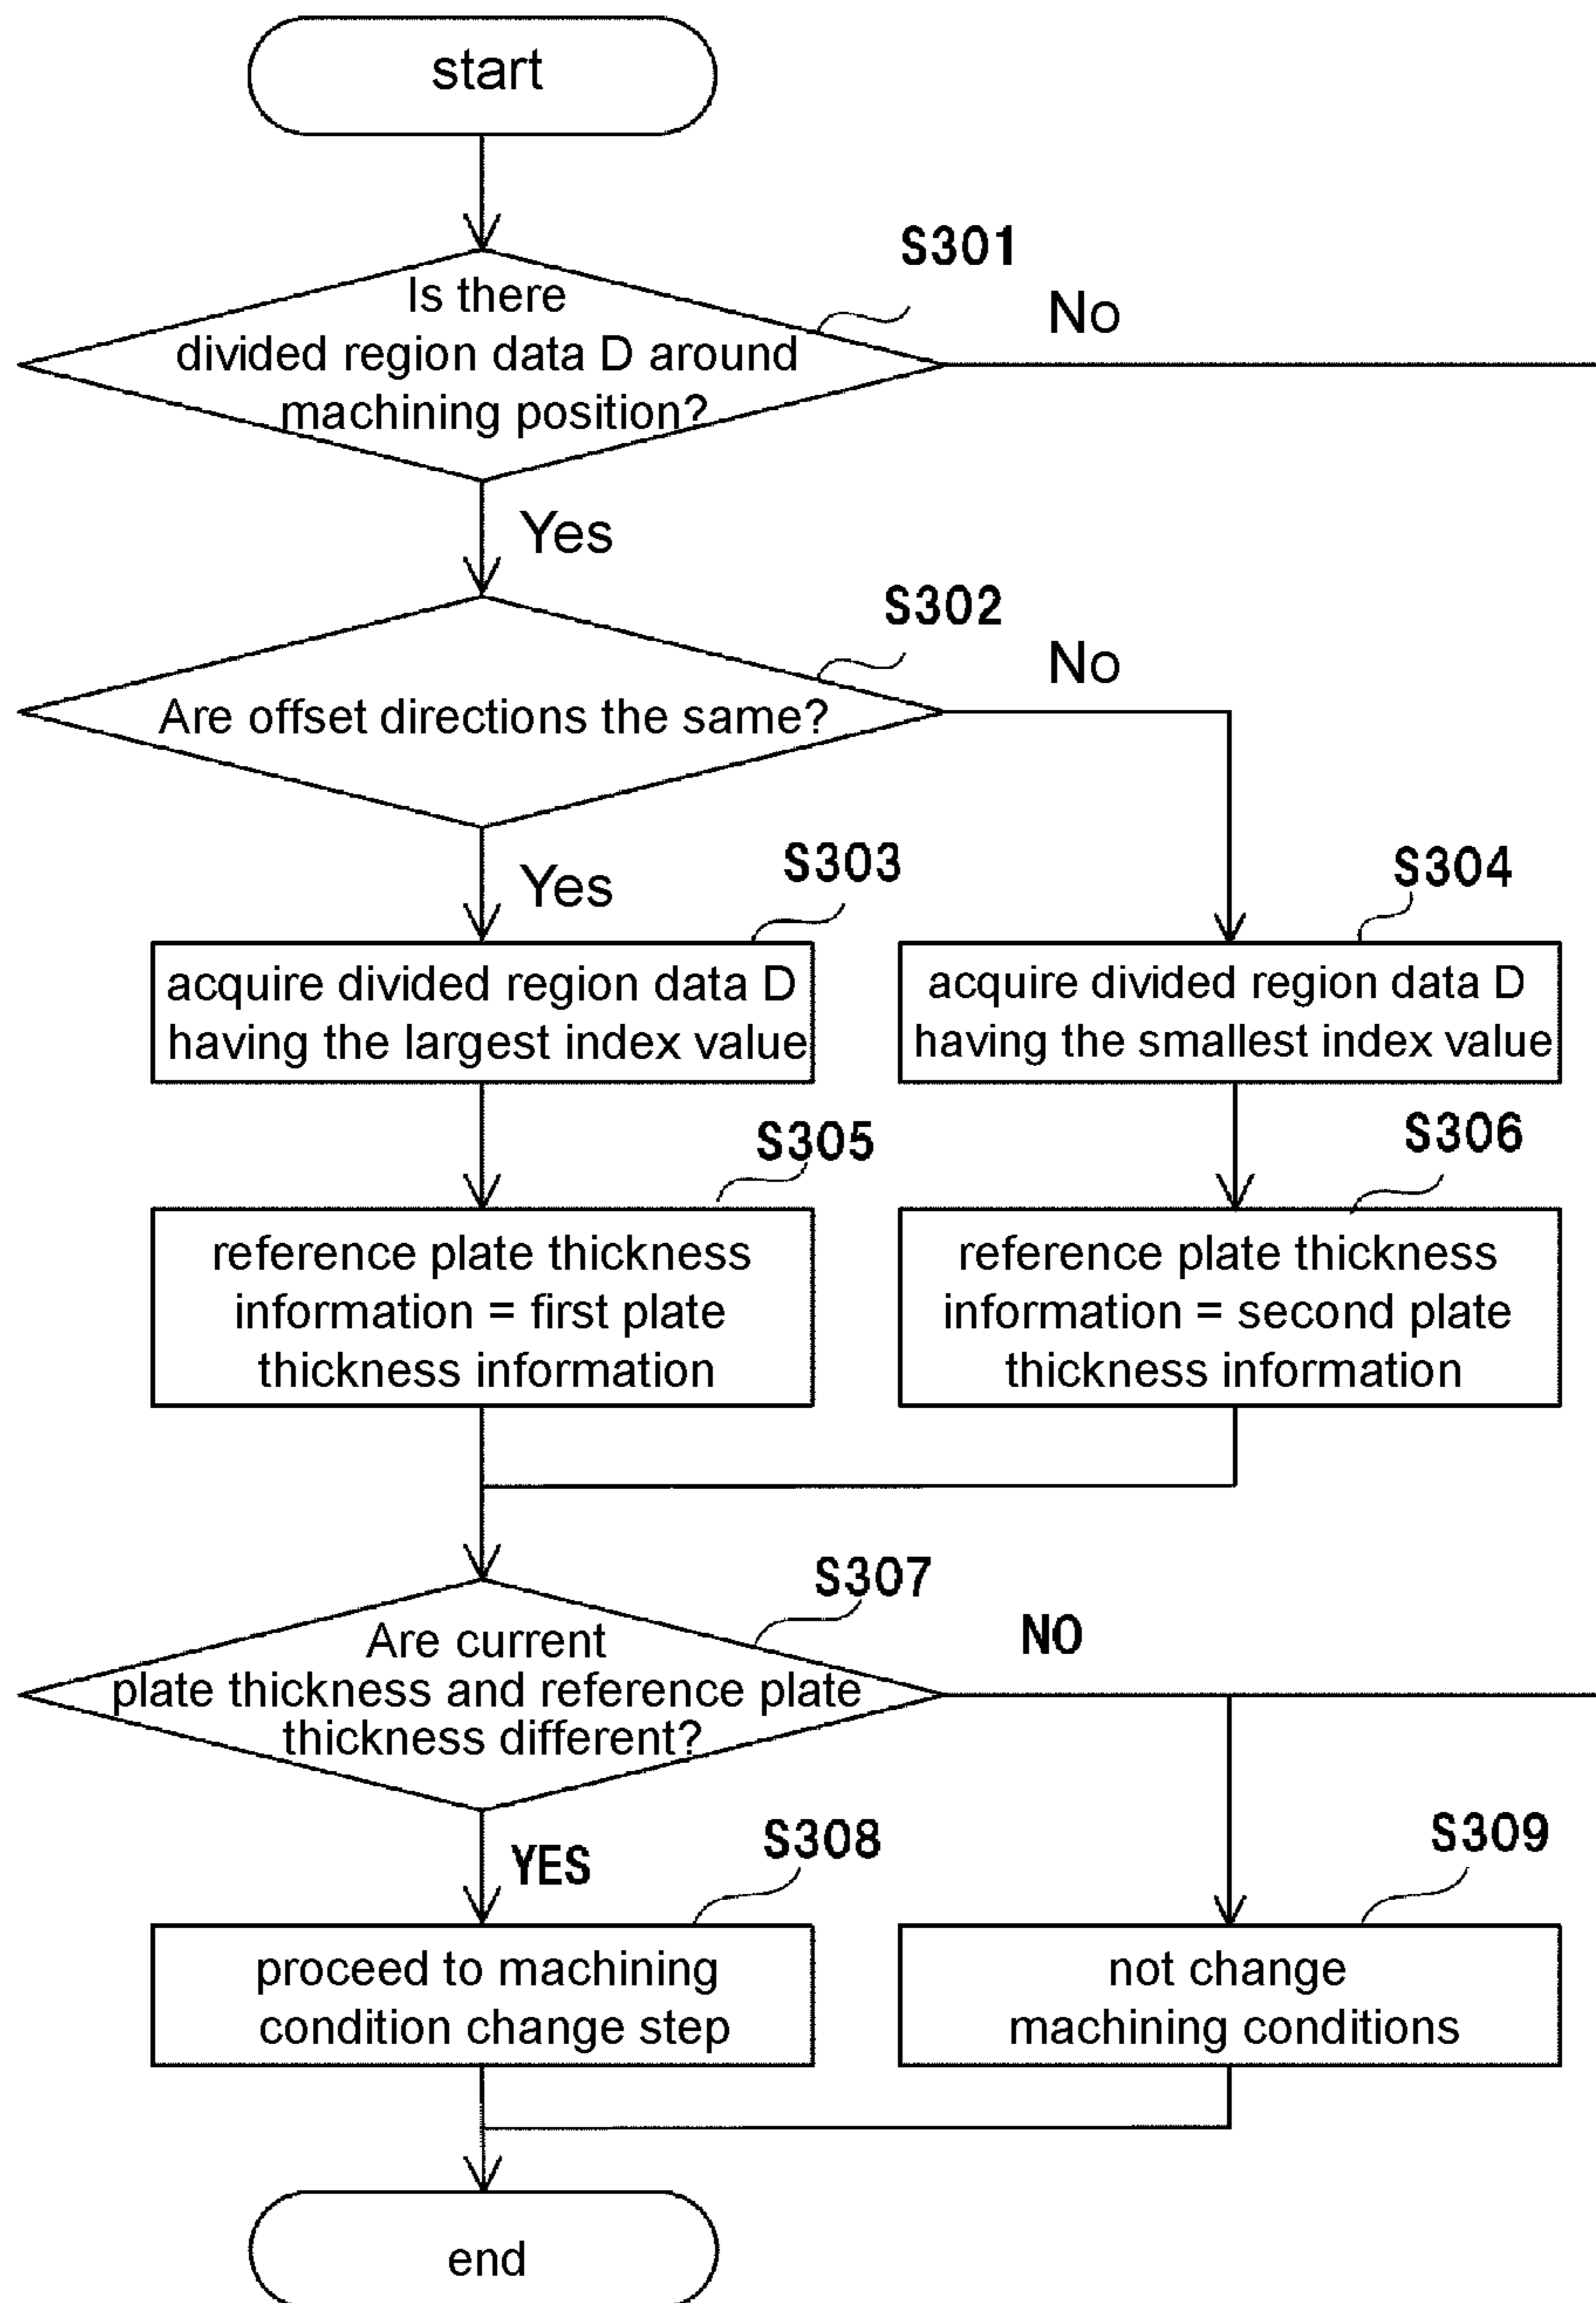 start
S301
Is there
divided region data D around
machining position?
No
Yes
S302
Are offset directions the same?
No
Yes
S303
acquire divided region data D
having the largest index value
S304
acquire divided region data D
having the smallest index value
S305
reference plate thickness
information = first plate
thickness information
S306
reference plate thickness
information = second plate
thickness information
S307
Are current
plate thickness and reference plate
thickness different?
NO
YES
S308
proceed to machining
condition change step
S309
not change
machining conditions
end